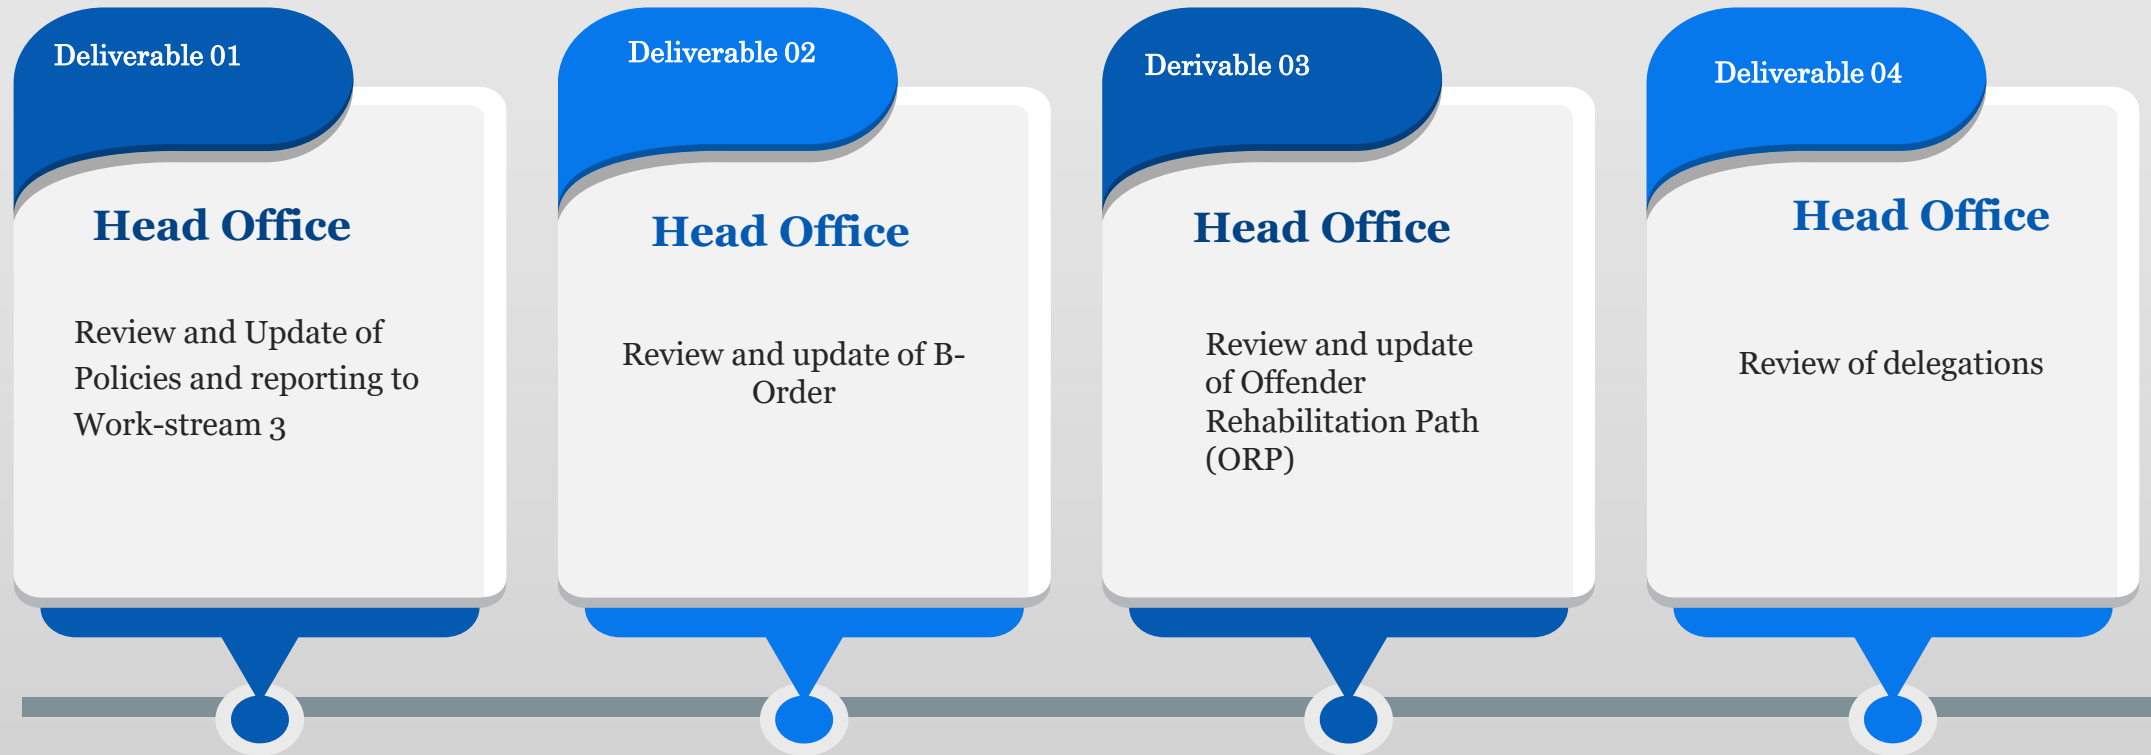 Deliverable 01
Head Office
Review and Update of
Policies and reporting to
Work-stream 3
Deliverable 02
Head Office
Review and update of B-
Order
Derivable 03
Head Office
Review and update
of Offender
Rehabilitation Path
(ORP)
Deliverable 04
Head Office
Review of delegations